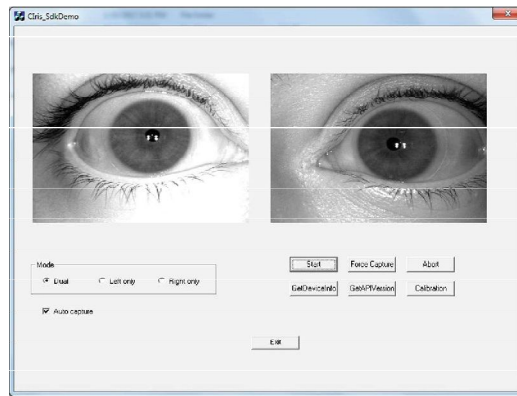 CIris_SdkDemo
Mode
Dual
Left only
Right only
Auto capture
Start
Force Capture
Abort
GetDeviceInfo
GetAPIVersion
Calibration
Exit